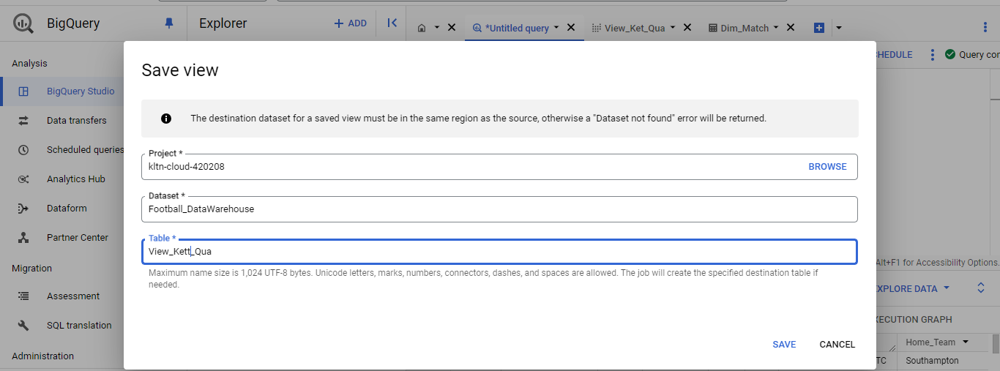 BigQuery
Explorer
+ ADD
*Untitled query
View_Ket_Qua
Dim_Match
Analysis
CHEDULE
Query con
Save view
BigQuery Studio
The destination dataset for a saved view must be in the same region as the source, otherwise a "Dataset not found" error will be returned.
Data transfers
Scheduled queries
Project *
kltn-cloud-420208
BROWSE
Analytics Hub
Dataset *
Football_DataWarehouse
Dataform
Partner Center
Table *
View_Kett_Qua
Migration
Alt+F1 for Accessibility Options.
Maximum name size is 1,024 UTF-8 bytes. Unicode letters, marks, numbers, connectors, dashes, and spaces are allowed. The job will create the specified destination table if
needed.
XPLORE DATA
Assessment
XECUTION GRAPH
SQL translation
SAVE
CANCEL
Home_Team
Administration
TC
Southampton